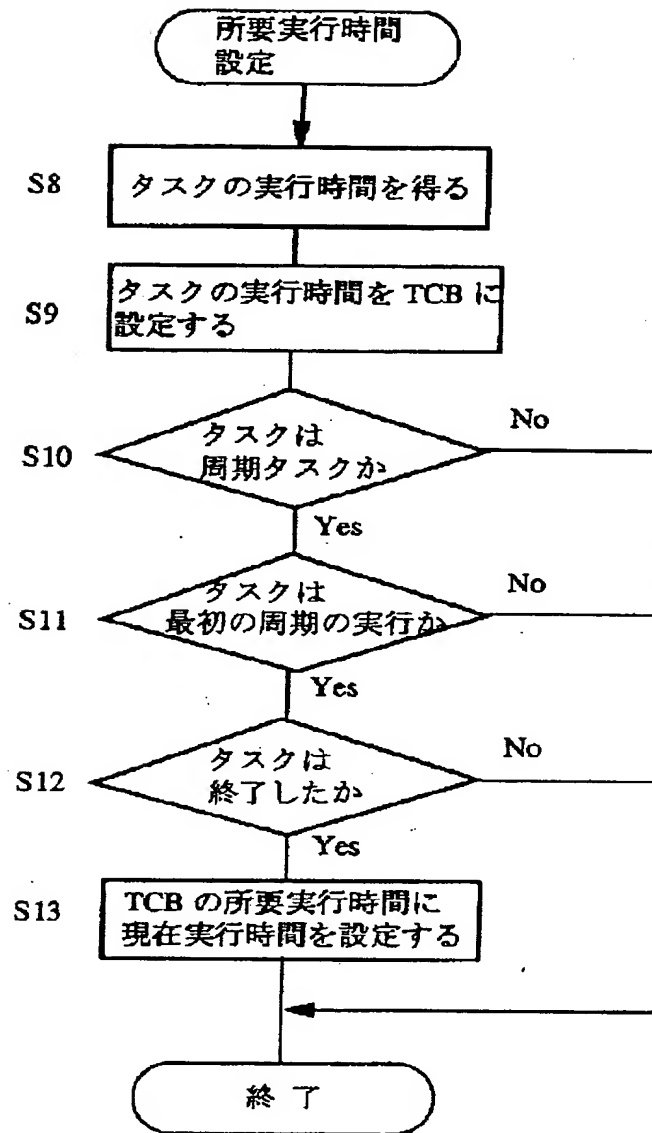 所要実行時間
設定
S8
タスクの実行時間を得る
S9
タスクの実行時間を TCB に
設定する
S10
タスクは
周期タスクか
No
Yes
S11
タスクは
最初の周期の実行か
No
Yes
S12
タスクは
終了したか
No
Yes
S13
TCB の所要実行時間に
現在実行時間を設定する
終 了